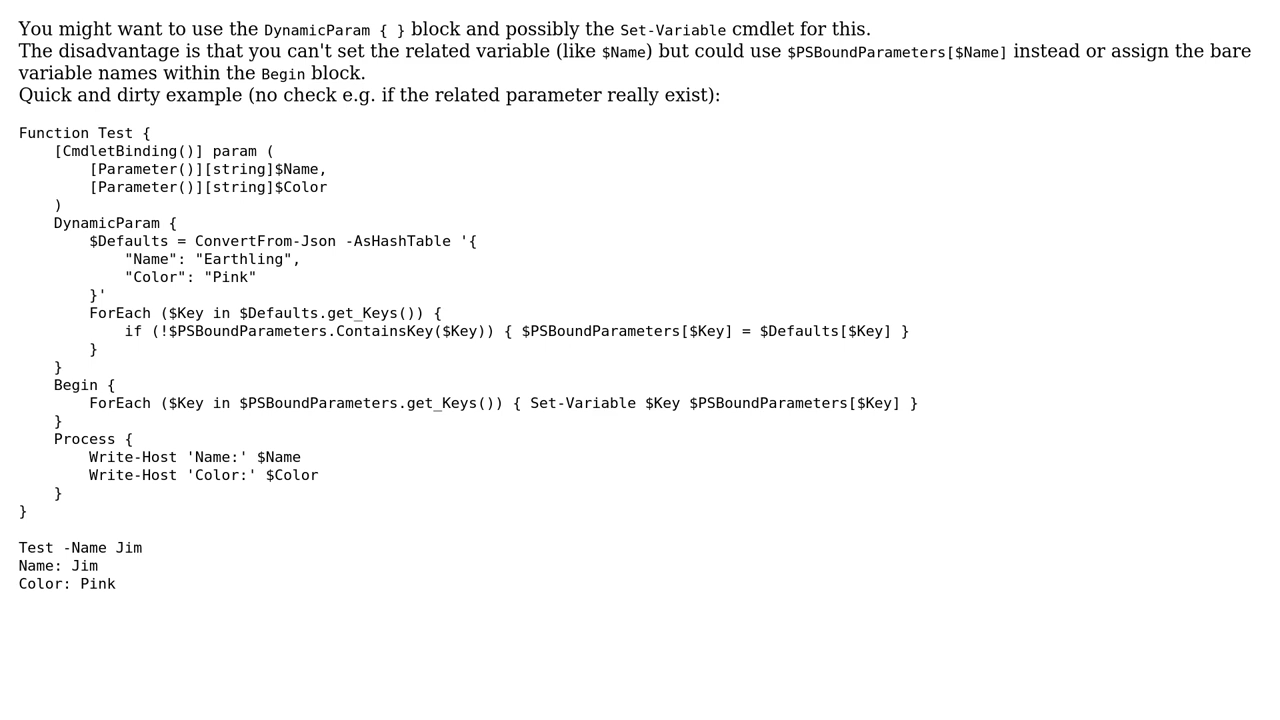 You might want to use the DynamicParam { } block and possibly the Set-Variable cmdlet for this.
The disadvantage is that you can't set the related variable (like $Name) but could use $PSBoundParameters[$Name] instead or assign the bare
variable names within the Begin block.
Quick and dirty example (no check e.g. if the related parameter really exist):

Function Test {
    [CmdletBinding()] param (
        [Parameter()][string]$Name,
        [Parameter()][string]$Color
    )
    DynamicParam {
        $Defaults = ConvertFrom-Json -AsHashTable '{
            "Name": "Earthling",
            "Color": "Pink"
        }'
        ForEach ($Key in $Defaults.get_Keys()) {
            if (!$PSBoundParameters.ContainsKey($Key)) { $PSBoundParameters[$Key] = $Defaults[$Key] }
        }
    }
    Begin {
        ForEach ($Key in $PSBoundParameters.get_Keys()) { Set-Variable $Key $PSBoundParameters[$Key] }
    }
    Process {
        Write-Host 'Name:' $Name
        Write-Host 'Color:' $Color
    }
}

Test -Name Jim
Name: Jim
Color: Pink